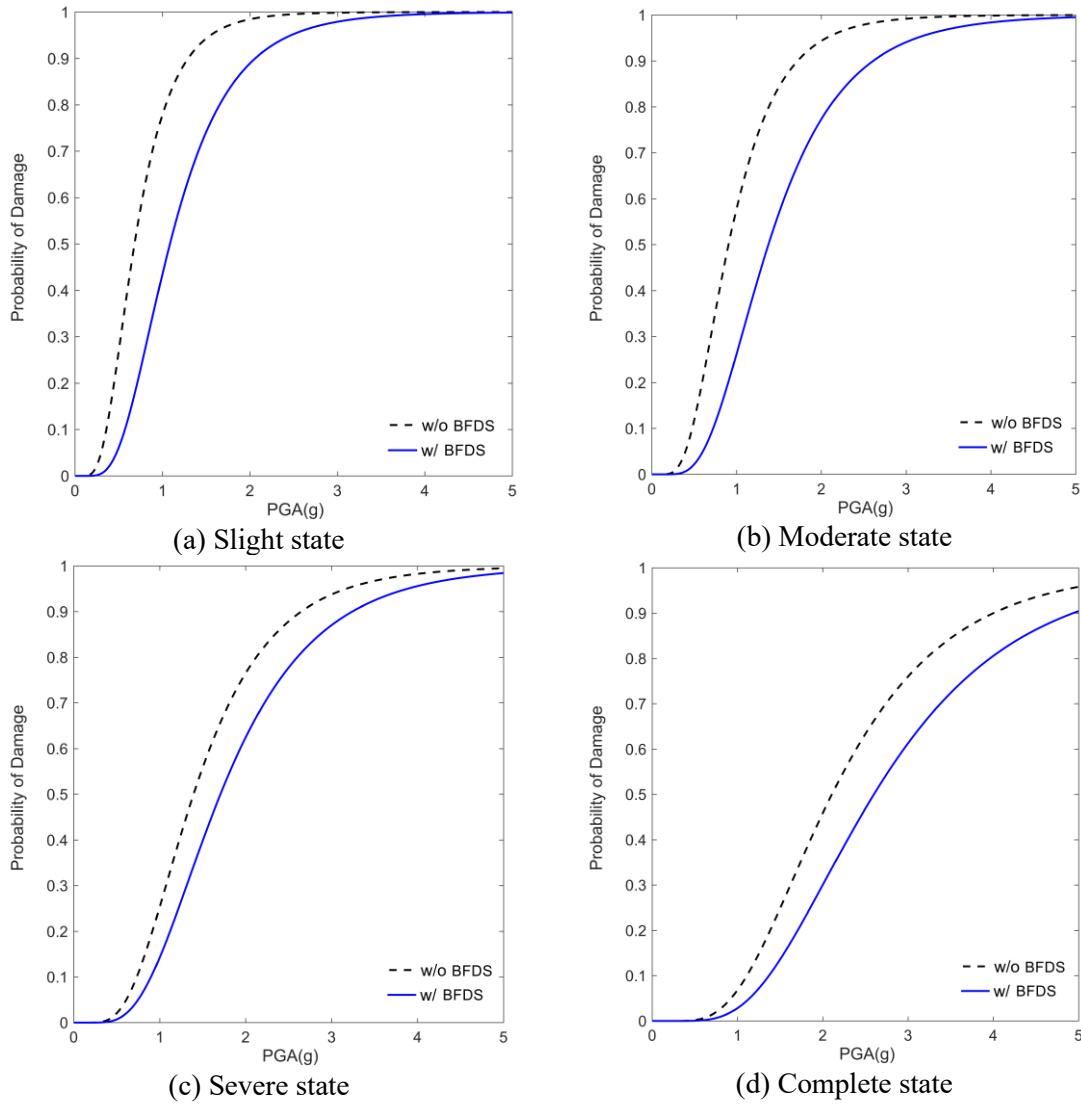 1
0.9
0.8
0.7
0.6
0.5
0.4
0.3
0.2
0.1
0
Probability of Damage
w/o BFDS
w/ BFDS
0 1 2 3 4 5
PGA(g)
(a) Slight state
1
0.9
0.8
0.7
0.6
0.5
0.4
0.3
0.2
0.1
0
Probability of Damage
w/o BFDS
w/ BFDS
0 1 2 3 4 5
PGA(g)
(b) Moderate state
1
0.9
0.8
0.7
0.6
0.5
0.4
0.3
0.2
0.1
0
Probability of Damage
w/o BFDS
w/ BFDS
0 1 2 3 4 5
PGA(g)
(c) Severe state
1
0.9
0.8
0.7
0.6
0.5
0.4
0.3
0.2
0.1
0
Probability of Damage
w/o BFDS
w/ BFDS
0 1 2 3 4 5
PGA(g)
(d) Complete state